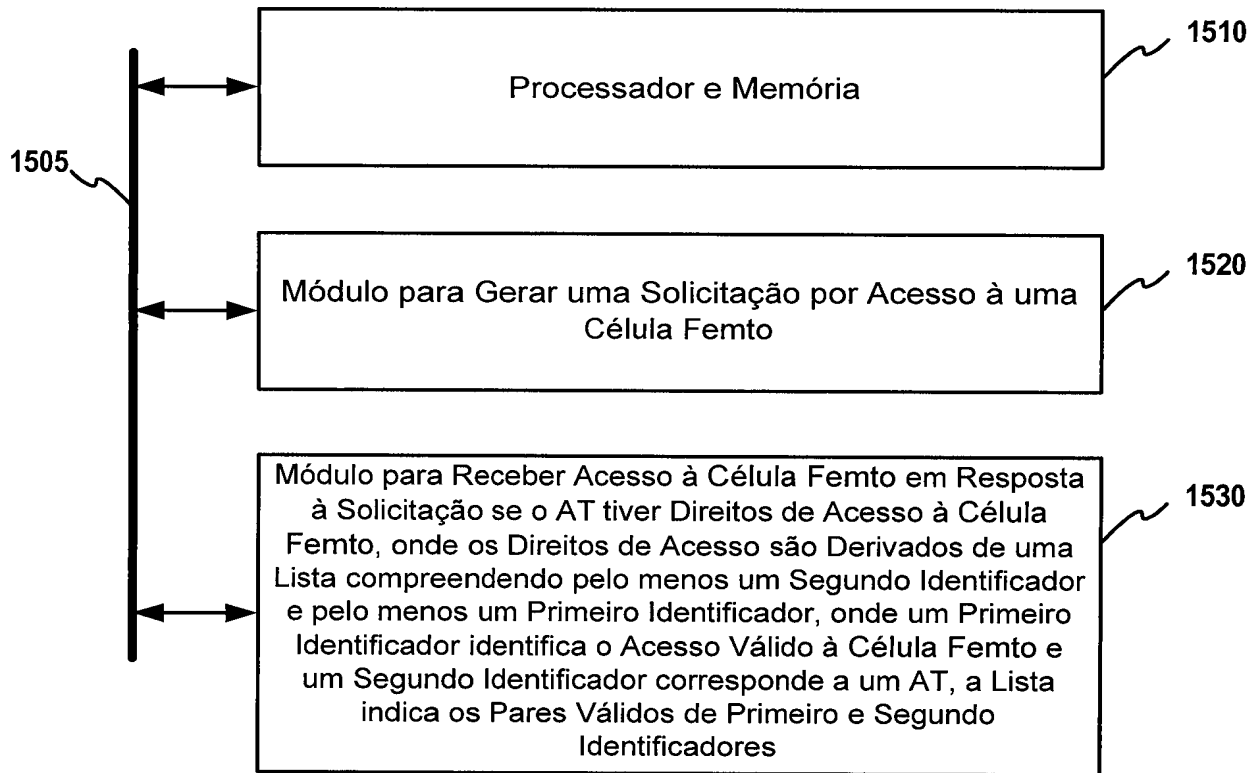 1510
Processador e Memória
1505
1520
Módulo para Gerar uma Solicitação por Acesso à uma
Célula Femto
1530
Módulo para Receber Acesso à Célula Femto em Resposta
à Solicitação se o AT tiver Direitos de Acesso à Célula
Femto, onde os Direitos de Acesso são Derivados de uma
Lista compreendendo pelo menos um Segundo Identificador
e pelo menos um Primeiro Identificador, onde um Primeiro
Identificador identifica o Acesso Válido à Célula Femto e
um Segundo Identificador corresponde a um AT, a Lista
indica os Pares Válidos de Primeiro e Segundo
Identificadores